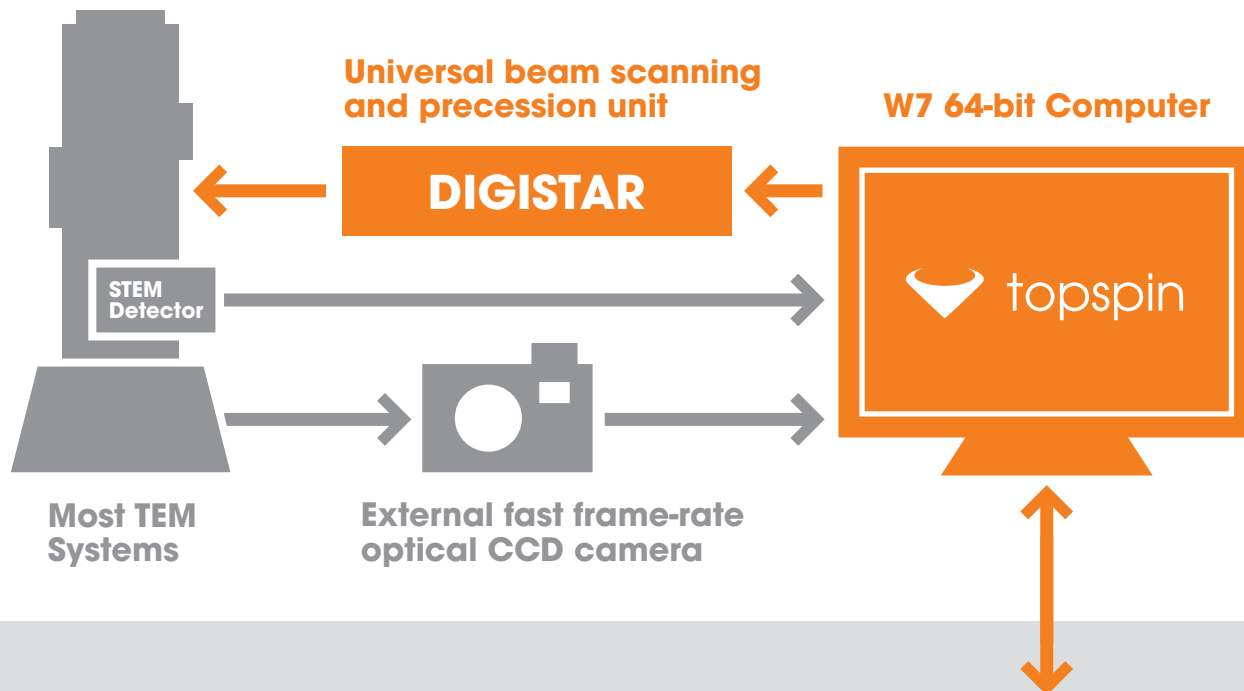 Universal beam scanning
and precession unit
W7 64-bit Computer
DIGISTAR
topspin
STEM
Detector
Most TEM
Systems
External fast frame-rate
optical CCD camera